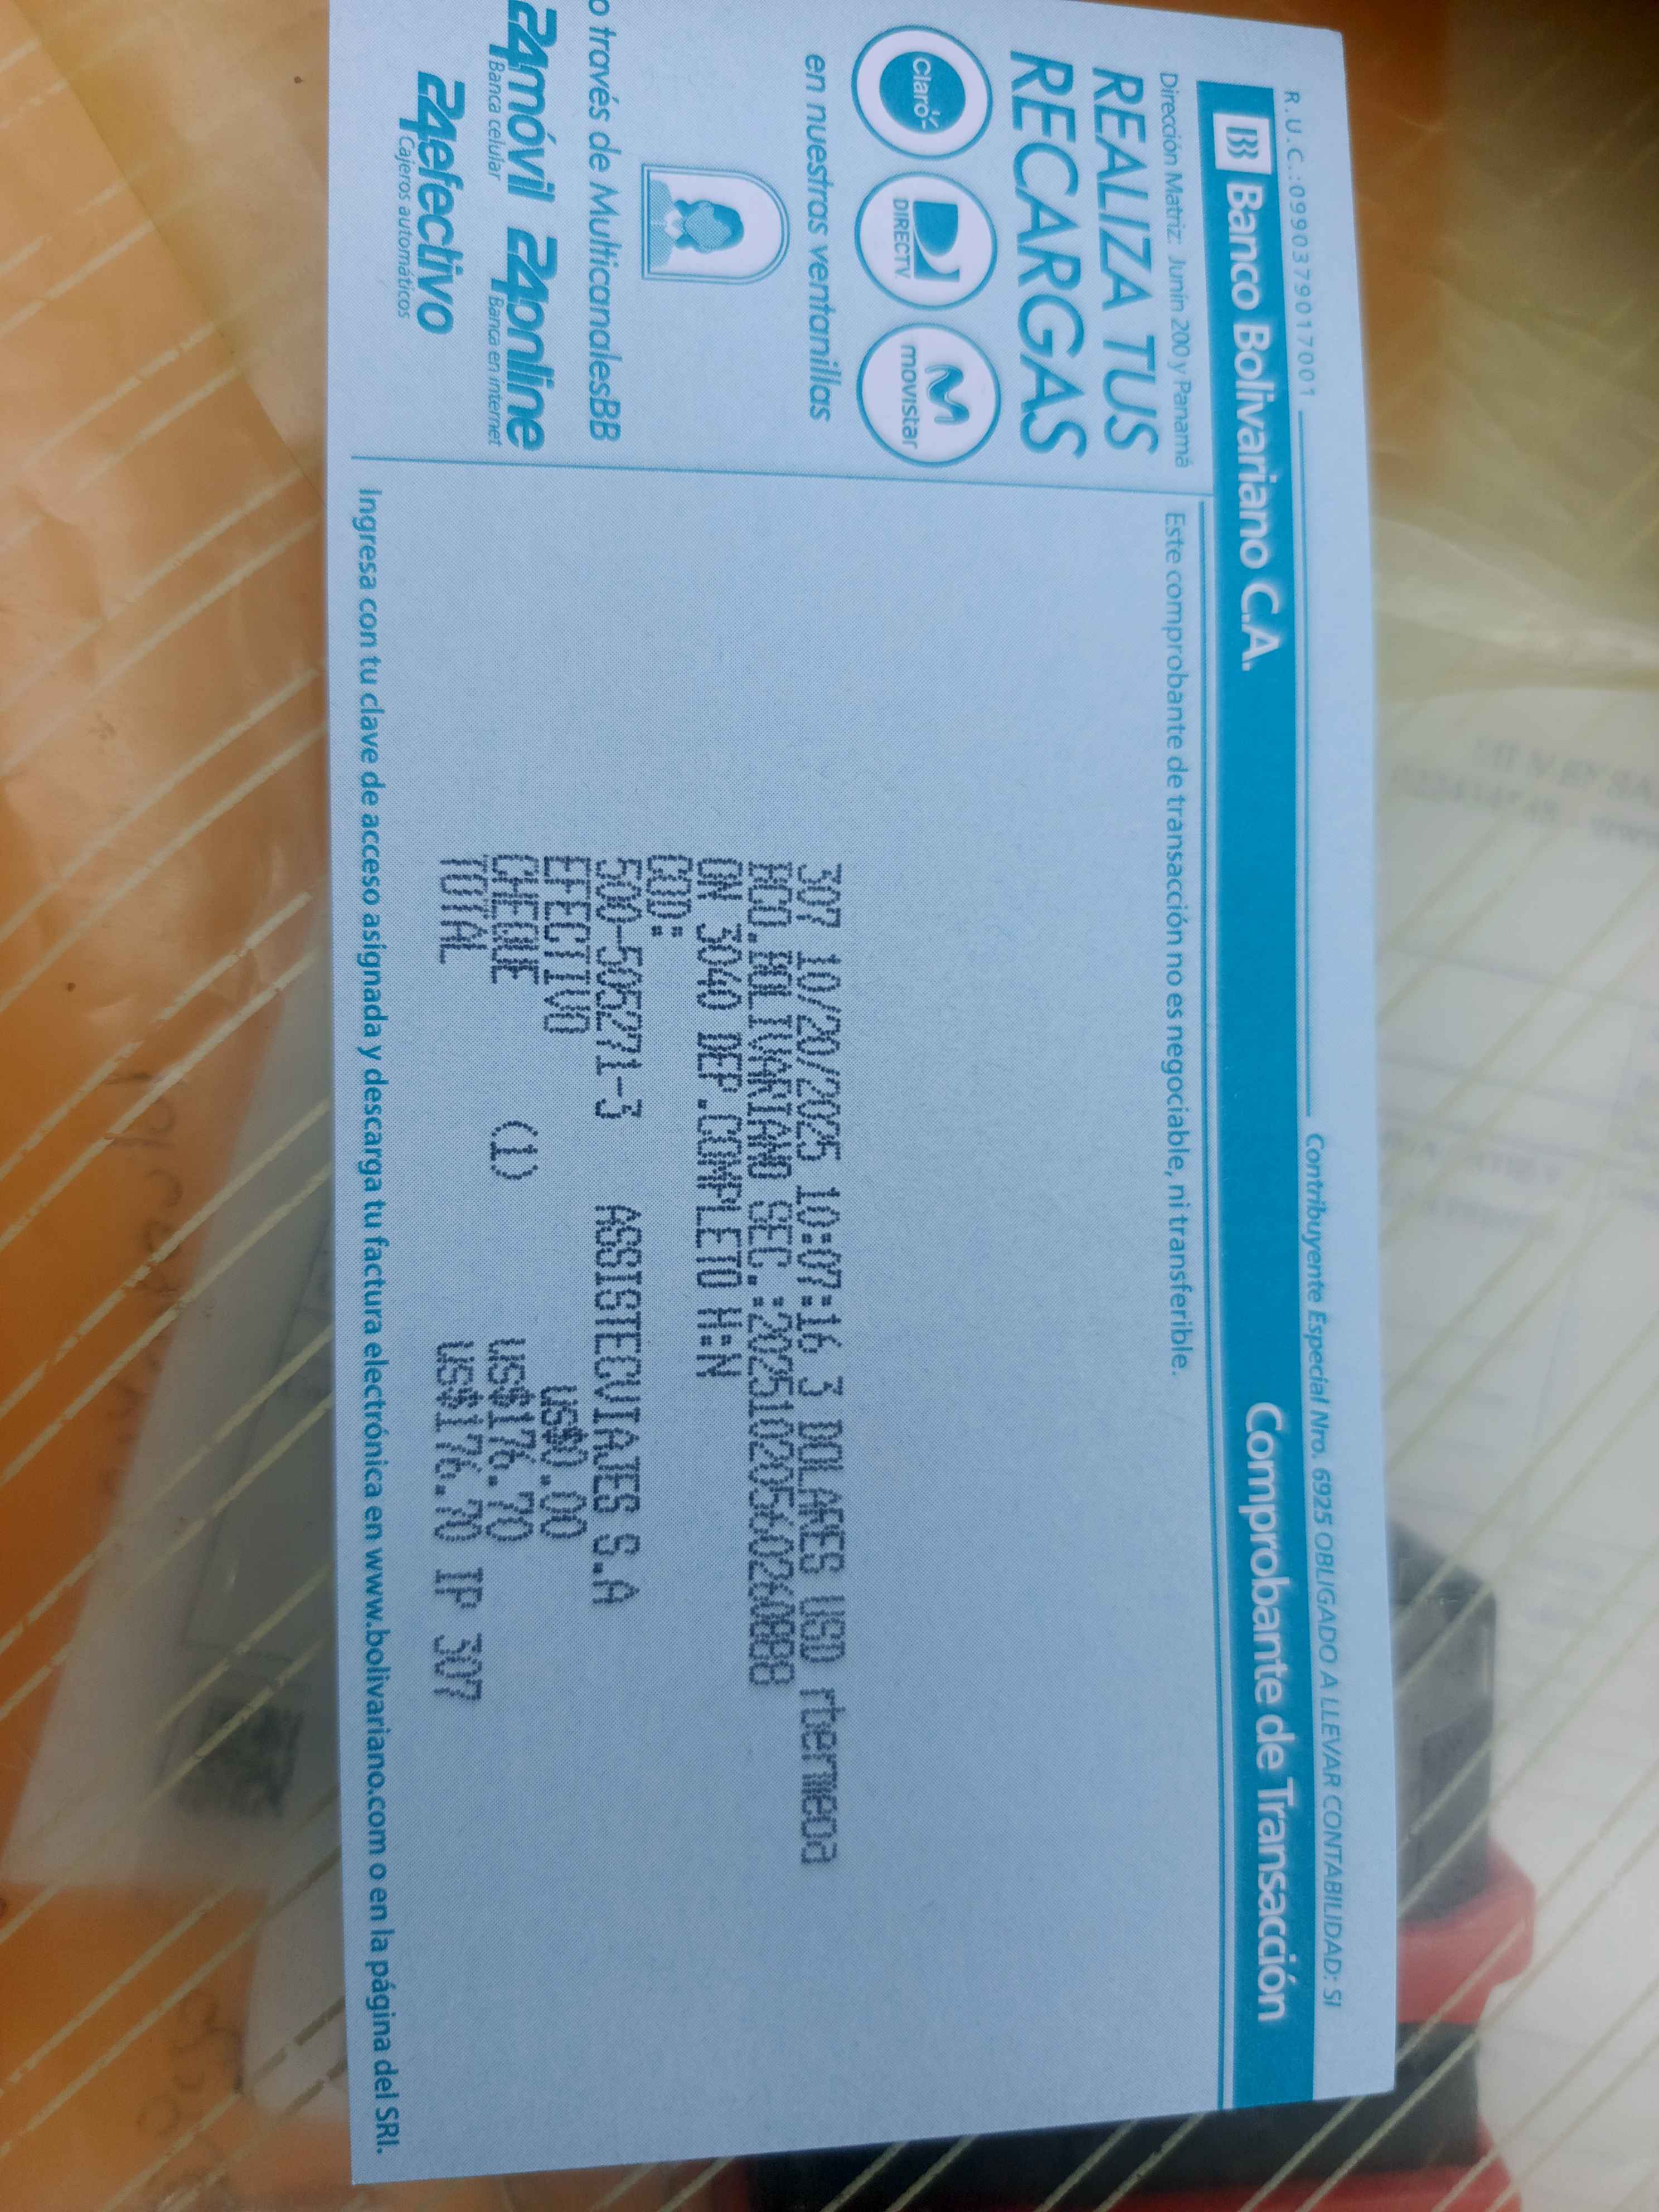 R.U.C.:0990379017001
Contribuyente Especial Nro. 6925 OBLIGADO A LLEVAR CONTABILIDAD: SI
BB Banco Bolivariano C.A.
Comprobante de Transacción
Dirección Matriz: Junín 200 y Panamá
Este comprobante de transacción no es negociable, ni transferible.
REALIZA TUS
RECARGAS
Claro
DIRECTV
movistar
en nuestras ventanillas
o través de MulticanalesBB
24móvil 24online
Banca celular
Banca en internet
24efectivo
Cajeros automáticos
307 10/20/2025 10:07:16 3 DOLARES USD rbermeoa
BCO.BOLIVARIANO SEC.:2025102056026888
ON 3040 DEP.COMPLETO H:N
COD:
500-505271-3 ASSISTECVIAJES S.A
EFECTIVO US$0.00
CHEQUE (1) US$176.70
TOTAL US$176.70 IP 307
Ingresa con tu clave de acceso asignada y descarga tu factura electrónica en www.bolivariano.com o en la página del SRI.